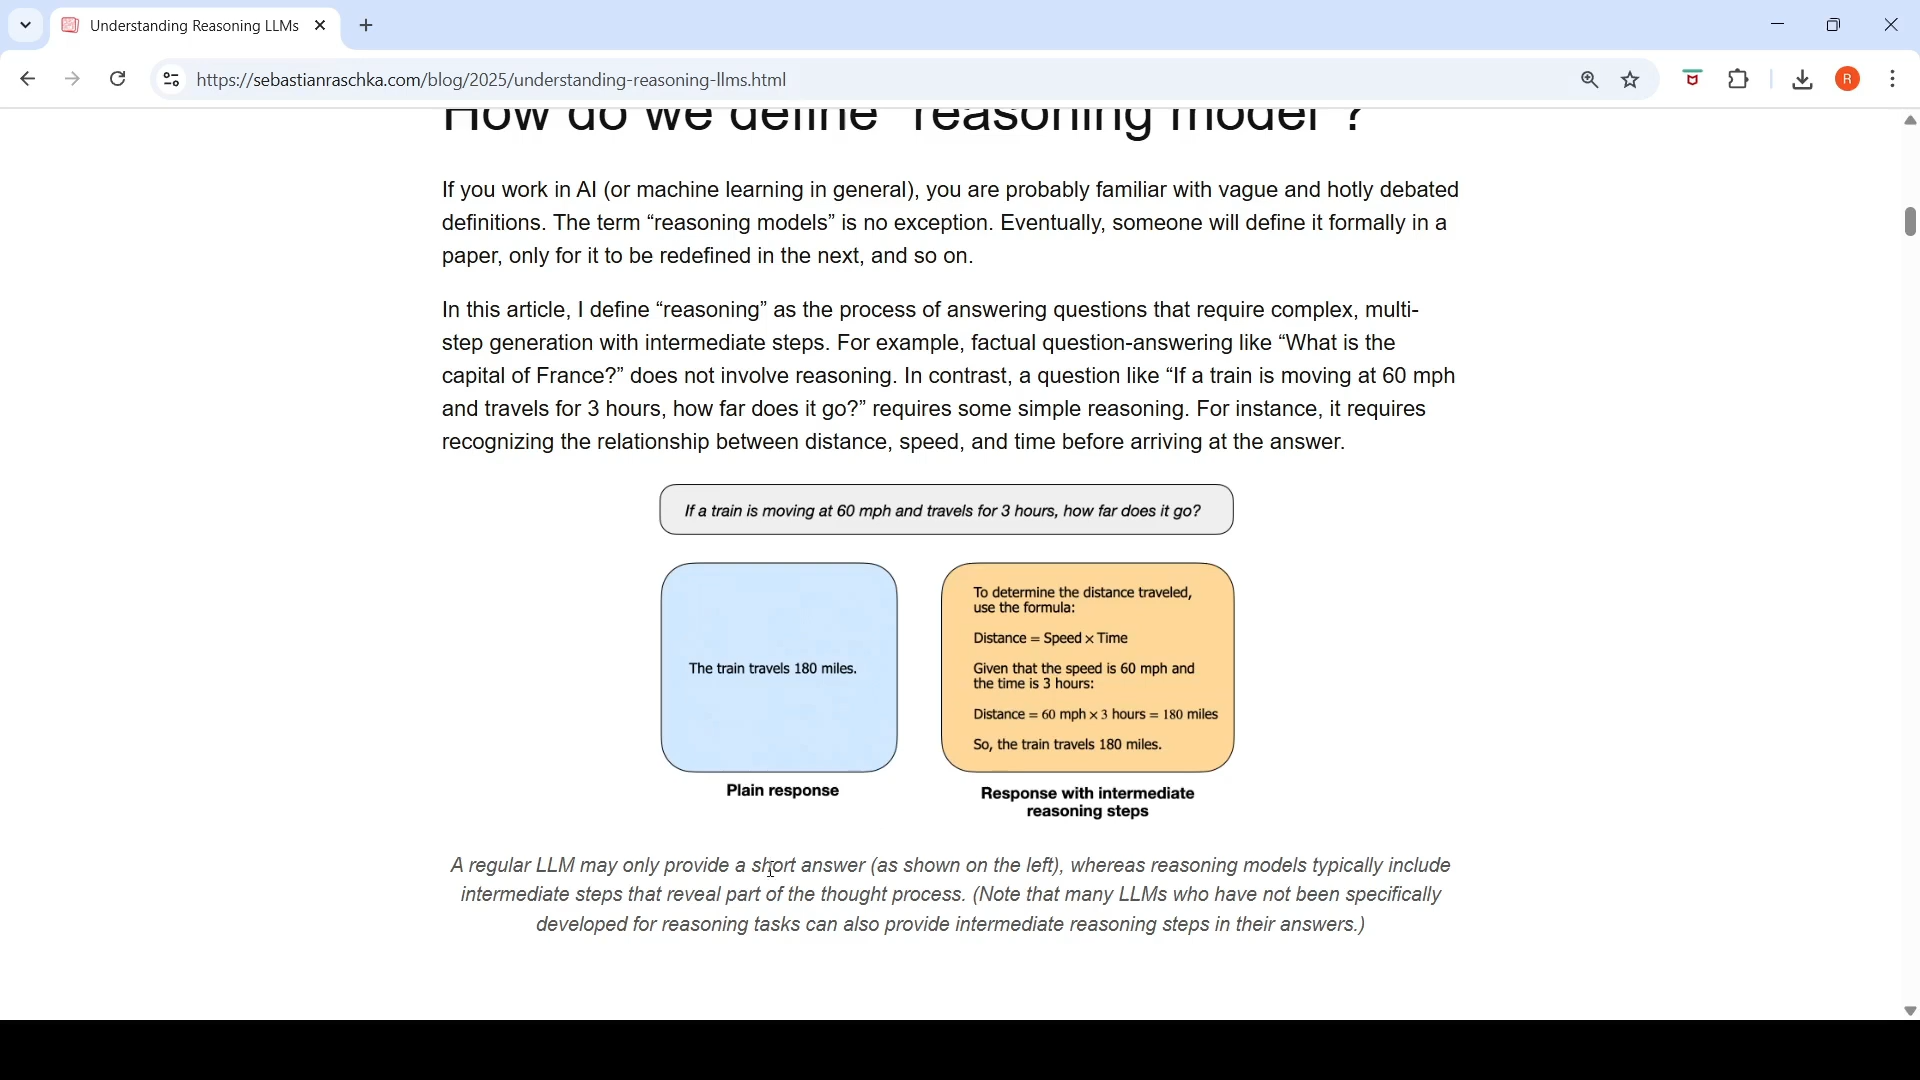 Understanding Reasoning LLMs
https://sebastianraschka.com/blog/2025/understanding-reasoning-llms.html
R
How do we define “reasoning model”?
If you work in AI (or machine learning in general), you are probably familiar with vague and hotly debated
definitions. The term “reasoning models” is no exception. Eventually, someone will define it formally in a
paper, only for it to be redefined in the next, and so on.
In this article, I define “reasoning” as the process of answering questions that require complex, multi-
step generation with intermediate steps. For example, factual question-answering like “What is the
capital of France?” does not involve reasoning. In contrast, a question like “If a train is moving at 60 mph
and travels for 3 hours, how far does it go?” requires some simple reasoning. For instance, it requires
recognizing the relationship between distance, speed, and time before arriving at the answer.
If a train is moving at 60 mph and travels for 3 hours, how far does it go?
The train travels 180 miles.
Plain response
To determine the distance traveled,
use the formula:
Distance = Speed × Time
Given that the speed is 60 mph and
the time is 3 hours:
Distance = 60 mph × 3 hours = 180 miles
So, the train travels 180 miles.
Response with intermediate
reasoning steps
A regular LLM may only provide a short answer (as shown on the left), whereas reasoning models typically include
intermediate steps that reveal part of the thought process. (Note that many LLMs who have not been specifically
developed for reasoning tasks can also provide intermediate reasoning steps in their answers.)